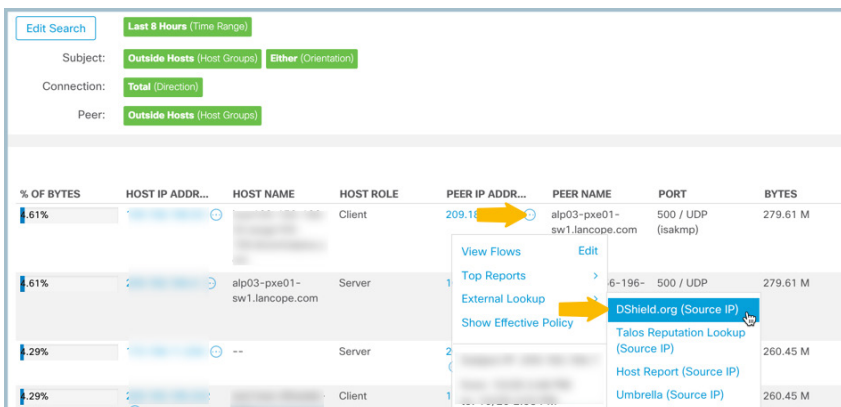 Edit Search
Last 8 Hours (Time Range)
Subject:
Outside Hosts (Host Groups) Either (Orientation)
Connection:
Total (Direction)
Peer:
Outside Hosts (Host Groups)
% OF BYTES HOST IP ADDR... HOST NAME HOST ROLE PEER IP ADDR... PEER NAME PORT BYTES
4.61% Client 209.18 alp03-pxe01- 500 / UDP 279.61 M
sw1.lancope.com (isakmp)
View Flows Edit
Top Reports
External Lookup
Show Effective Policy
4.61% alp03-pxe01- Server 6-196- 500 / UDP 279.61 M
sw1.lancope.com
DShield.org (Source IP)
Talos Reputation Lookup
(Source IP)
Host Report (Source IP)
Umbrella (Source IP)
4.29% -- Server 260.45 M
4.29% Client 260.45 M